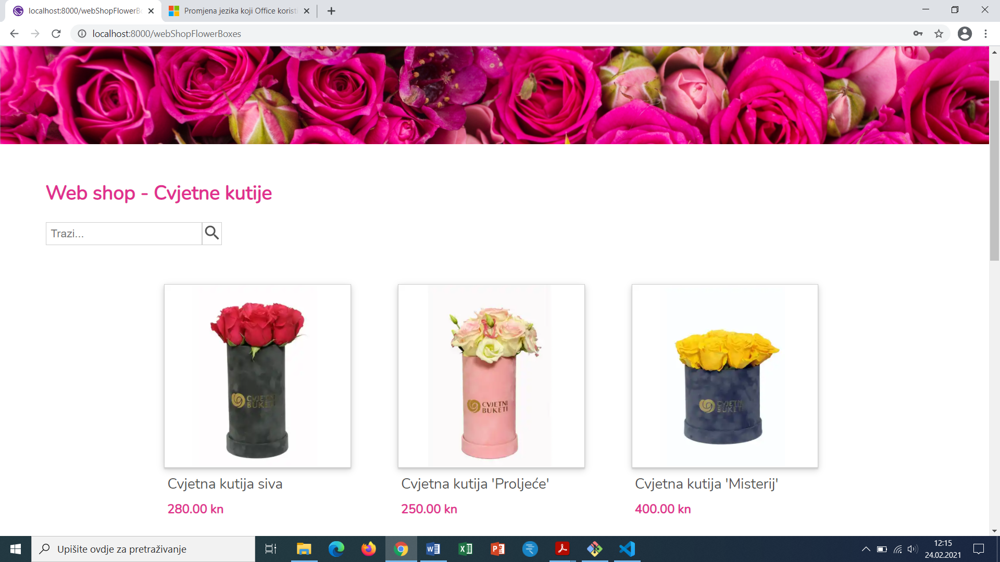 localhost:8000/webShopFlowerBo
Promjena jezika koji Office koristi
localhost:8000/webShopFlowerBoxes
Web shop - Cvjetne kutije
Trazi...
CVJETNI
BUKETI
CVJETNI
BUKETI
CVJETNI
BUKETI
Cvjetna kutija siva
Cvjetna kutija 'Proljeće'
Cvjetna kutija 'Misterij'
280.00 kn
250.00 kn
400.00 kn
Upišite ovdje za pretraživanje
12:15
24.02.2021